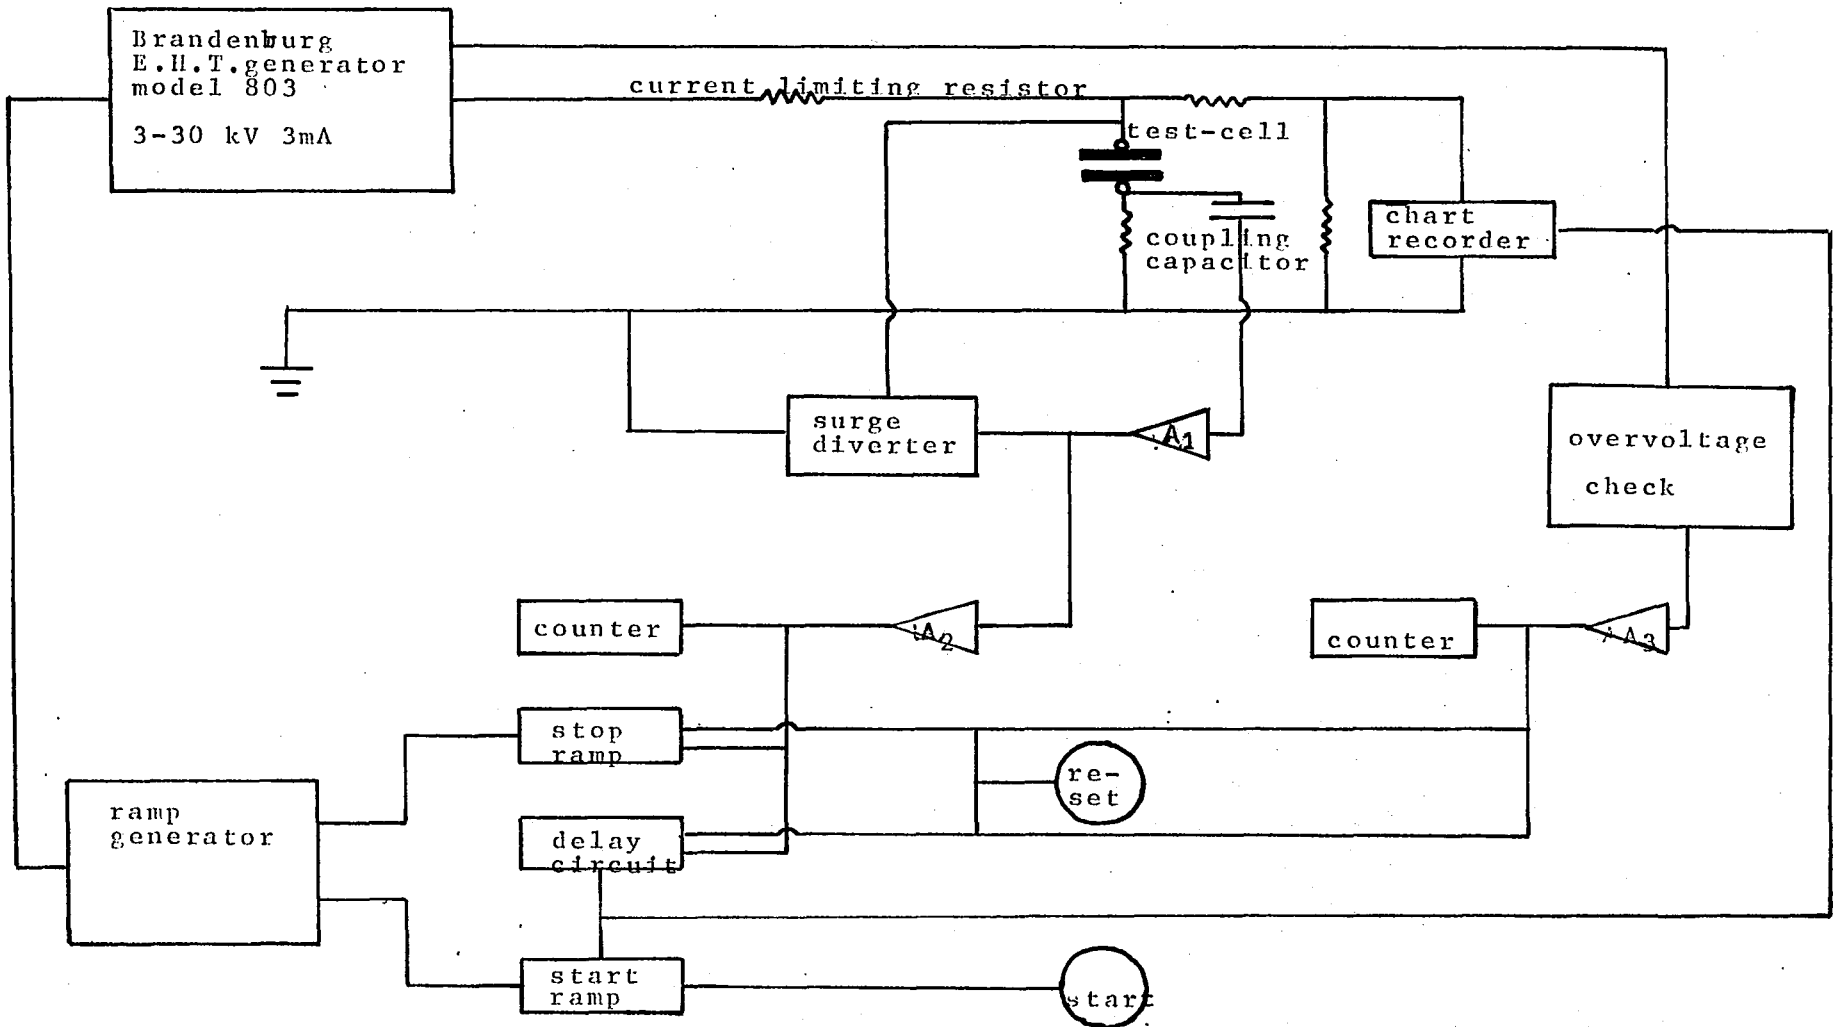 Brandenburg
E.H.T.generator
model 803
3-30 kV 3mA
current limiting resistor
test-cell
coupling
capacitor
chart
recorder
surge
diverter
A1
overvoltage
check
counter
A2
counter
A3
stop
ramp
re-
set
ramp
generator
delay
circuit
start
ramp
start